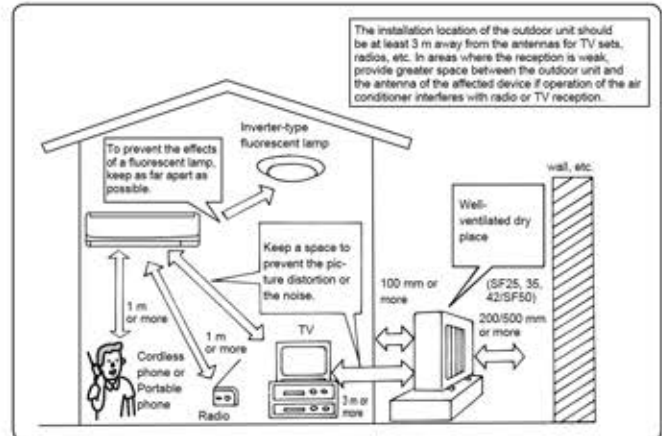 The installation location of the outdoor unit should
be at least 3 m away from the antennas for TV sets,
radios, etc. In areas where the reception is weak,
provide greater space between the outdoor unit and
the antenna of the affected device if operation of the air
conditioner interferes with radio or TV reception.
Inverter-type
fluorescent lamp
To prevent the effects
of a fluorescent lamp,
keep as far apart as
possible.
wall, etc.
Well-
ventilated dry
place
Keep a space to
prevent the pic-
ture distortion or
the noise.
100 mm or
more
(SF25, 35,
42/SF50)
200/500 mm
or more
1 m
or more
1 m
or more
TV
Cordless
phone or
Portable
phone
Radio
3 m or
more